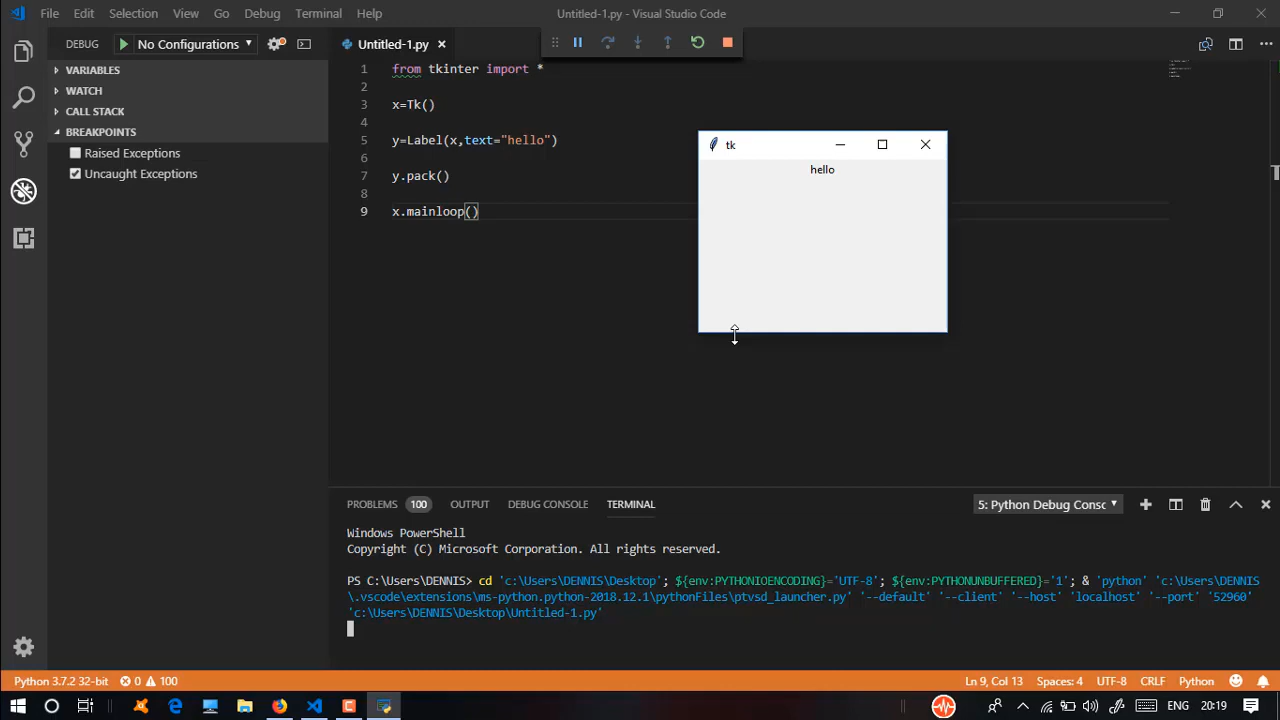 File Edit Selection View Go Debug Terminal Help
Untitled-1.py - Visual Studio Code
DEBUG No Configurations
Untitled-1.py
VARIABLES
WATCH
CALL STACK
BREAKPOINTS
Raised Exceptions
Uncaught Exceptions
1 from tkinter import *
2
3 x=Tk()
4
5 y=Label(x,text="hello")
6
7 y.pack()
8
9 x.mainloop()
tk
hello
PROBLEMS 100 OUTPUT DEBUG CONSOLE TERMINAL
5: Python Debug Consc
Windows PowerShell
Copyright (C) Microsoft Corporation. All rights reserved.
PS C:\Users\DENNIS> cd 'c:\Users\DENNIS\Desktop'; ${env:PYTHONIOENCODING}='UTF-8'; ${env:PYTHONUNBUFFERED}='1'; & 'python' 'c:\Users\DENNIS
\.vscode\extensions\ms-python.python-2018.12.1\pythonFiles\ptvsd_launcher.py' '--default' '--client' '--host' 'localhost' '--port' '52960'
'c:\Users\DENNIS\Desktop\Untitled-1.py'
Python 3.7.2 32-bit 0 100
Ln 9, Col 13 Spaces: 4 UTF-8 CRLF Python
ENG 20:19